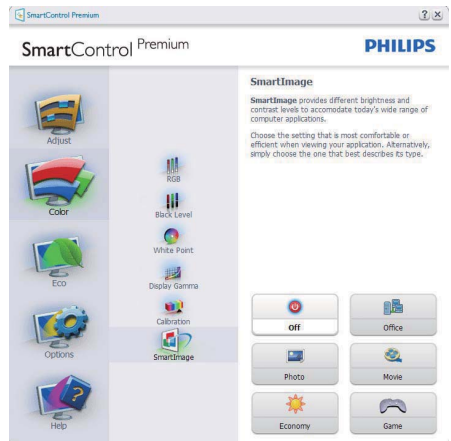 SmartControl Premium
SmartControl Premium
PHILIPS
Adjust
Color
Eco
Options
Help
RGB
Black Level
White Point
Display Gamma
Calibration
SmartImage
SmartImage
SmartImage provides different brightness and
contrast levels to accomodate today's wide range of
computer applications.
Choose the setting that is most comfortable or
efficient when viewing your application. Alternatively,
simply choose the one that best describes its type.
Off
Office
Photo
Movie
Economy
Game